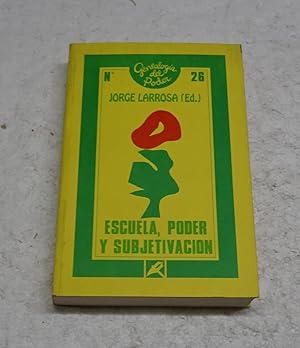 Genealogía
del
Poder
Nº 26
JORGE LARROSA (Ed.)
ESCUELA, PODER
Y SUBJETIVACION